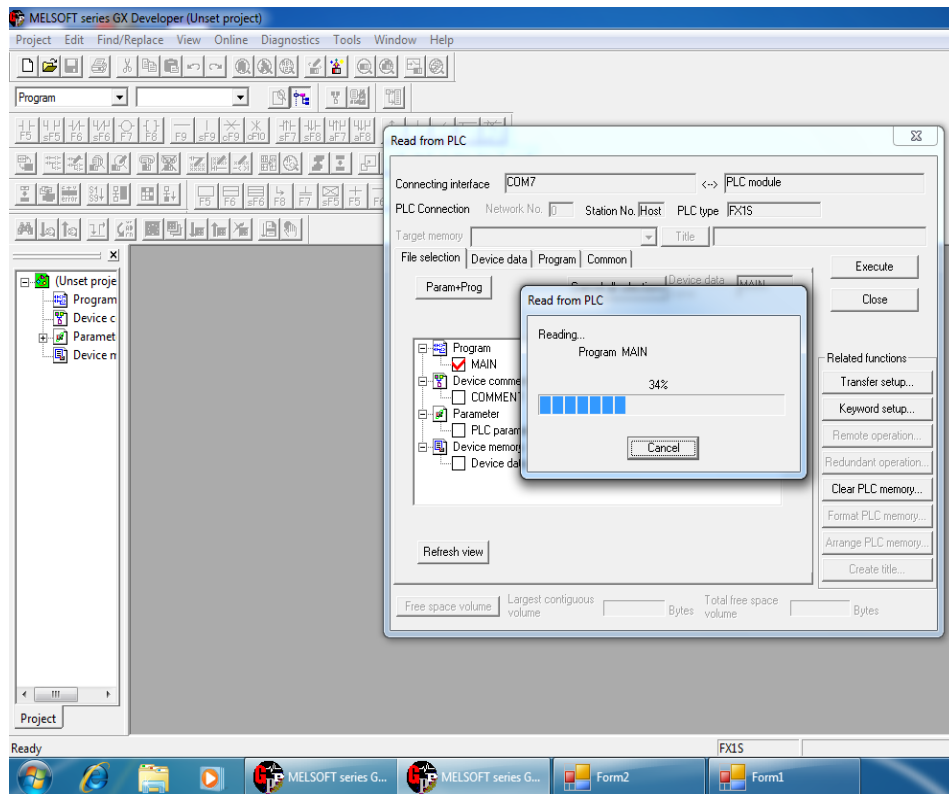 MELSOFT series GX Developer (Unset project)
Project Edit Find/Replace View Online Diagnostics Tools Window Help
Program
F5 sF5 F6 sF6 F7 F8 F9 sF9 cF9 cF10 sF7 sF8 aF7 aF8
F5 F6 sF6 F8 F7 sF5 F5
Read from PLC
Connecting interface COM7 <--> PLC module
PLC Connection Network No. 0 Station No. Host PLC type FX1S
Target memory Title
File selection Device data Program Common
Param+Prog
Device data MAIN
Execute
Close
(Unset proje
Program
Device c
Paramet
Device n
Program
MAIN
Device comme
COMMENT
Parameter
PLC param
Device memory
Device dat
Read from PLC
Reading...
Program MAIN
34%
Cancel
Related functions
Transfer setup...
Keyword setup...
Remote operation...
Redundant operation...
Clear PLC memory...
Format PLC memory...
Arrange PLC memory...
Create title...
Refresh view
Free space volume Largest contiguous volume Bytes Total free space volume Bytes
Project
Ready FX1S
MELSOFT series G... MELSOFT series G... Form2 Form1